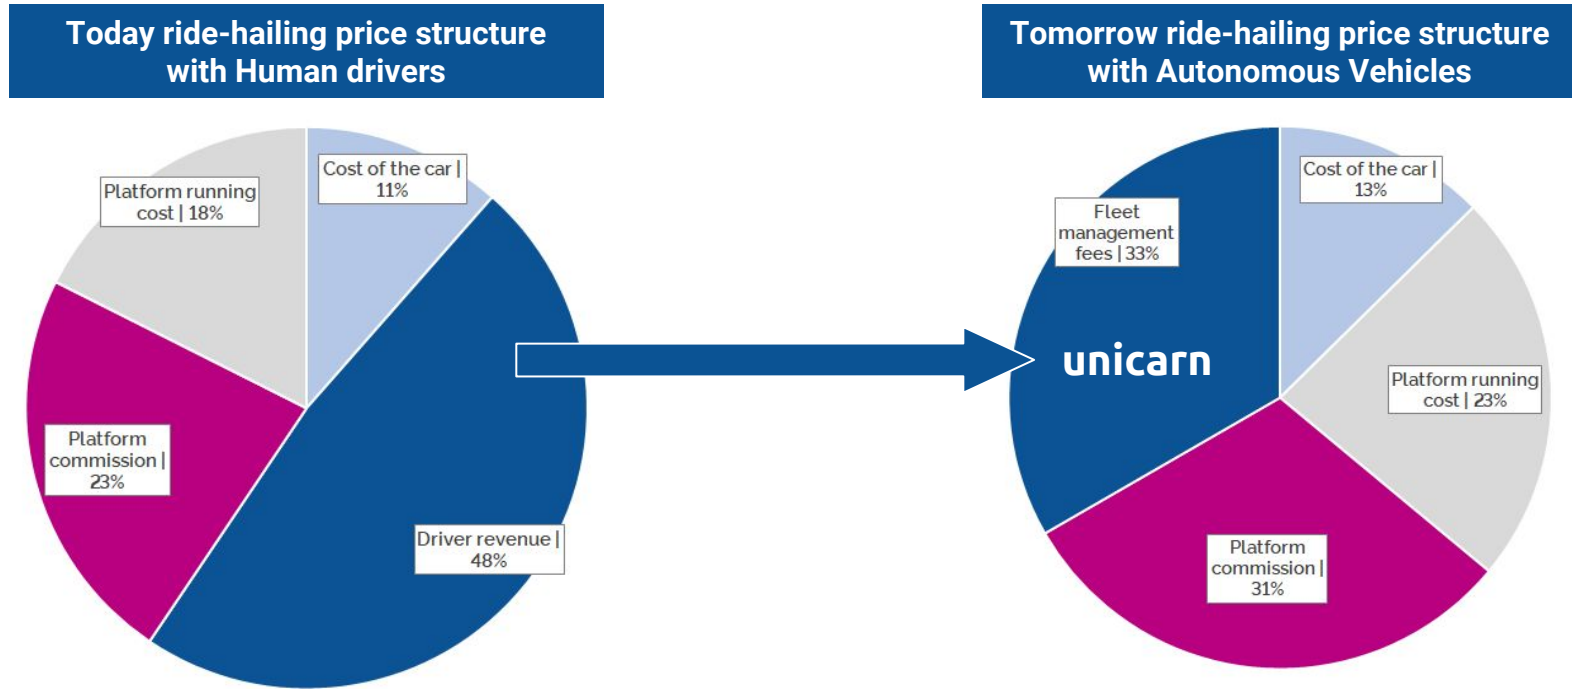 Today ride-hailing price structure
with Human drivers
Cost of the car |
11%
Platform running
cost | 18%
Platform
commission |
23%
Driver revenue |
48%
Tomorrow ride-hailing price structure
with Autonomous Vehicles
Cost of the car |
13%
Fleet
management
fees | 33%
unicarn
Platform running
cost | 23%
Platform
commission |
31%